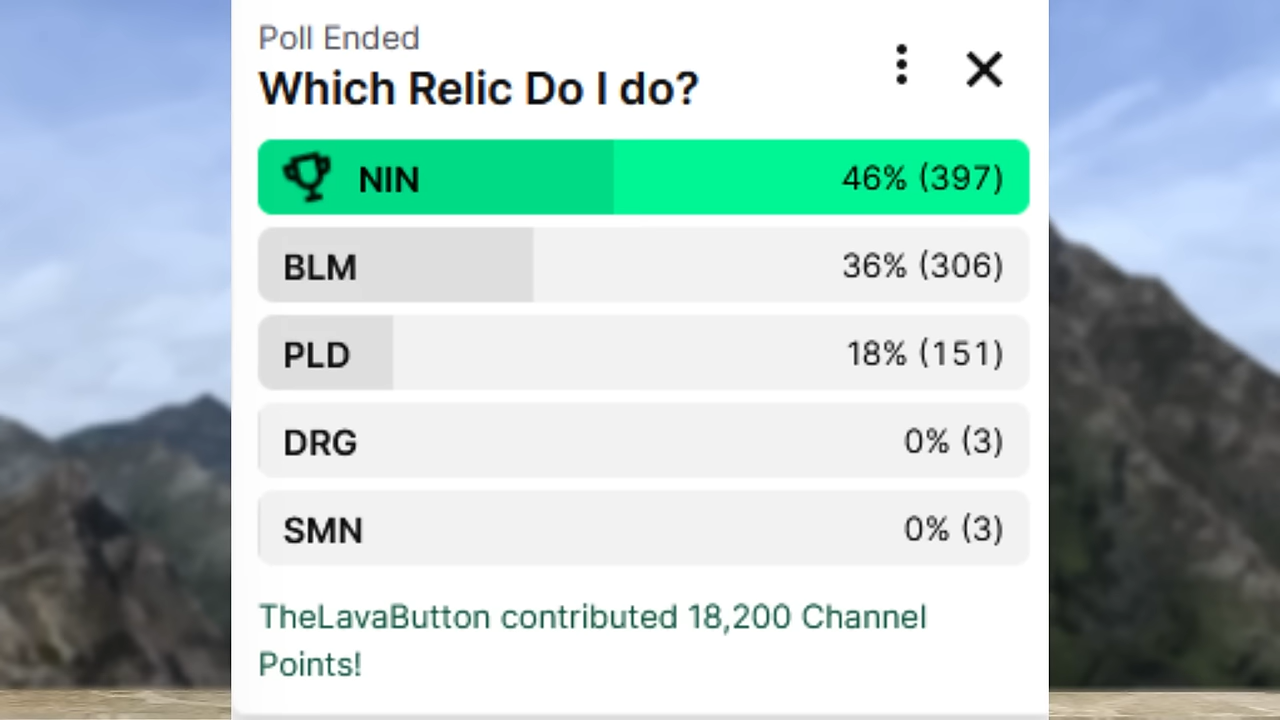 Poll Ended
Which Relic Do I do?
NIN 46% (397)
BLM 36% (306)
PLD 18% (151)
DRG 0% (3)
SMN 0% (3)
TheLavaButton contributed 18,200 Channel
Points!